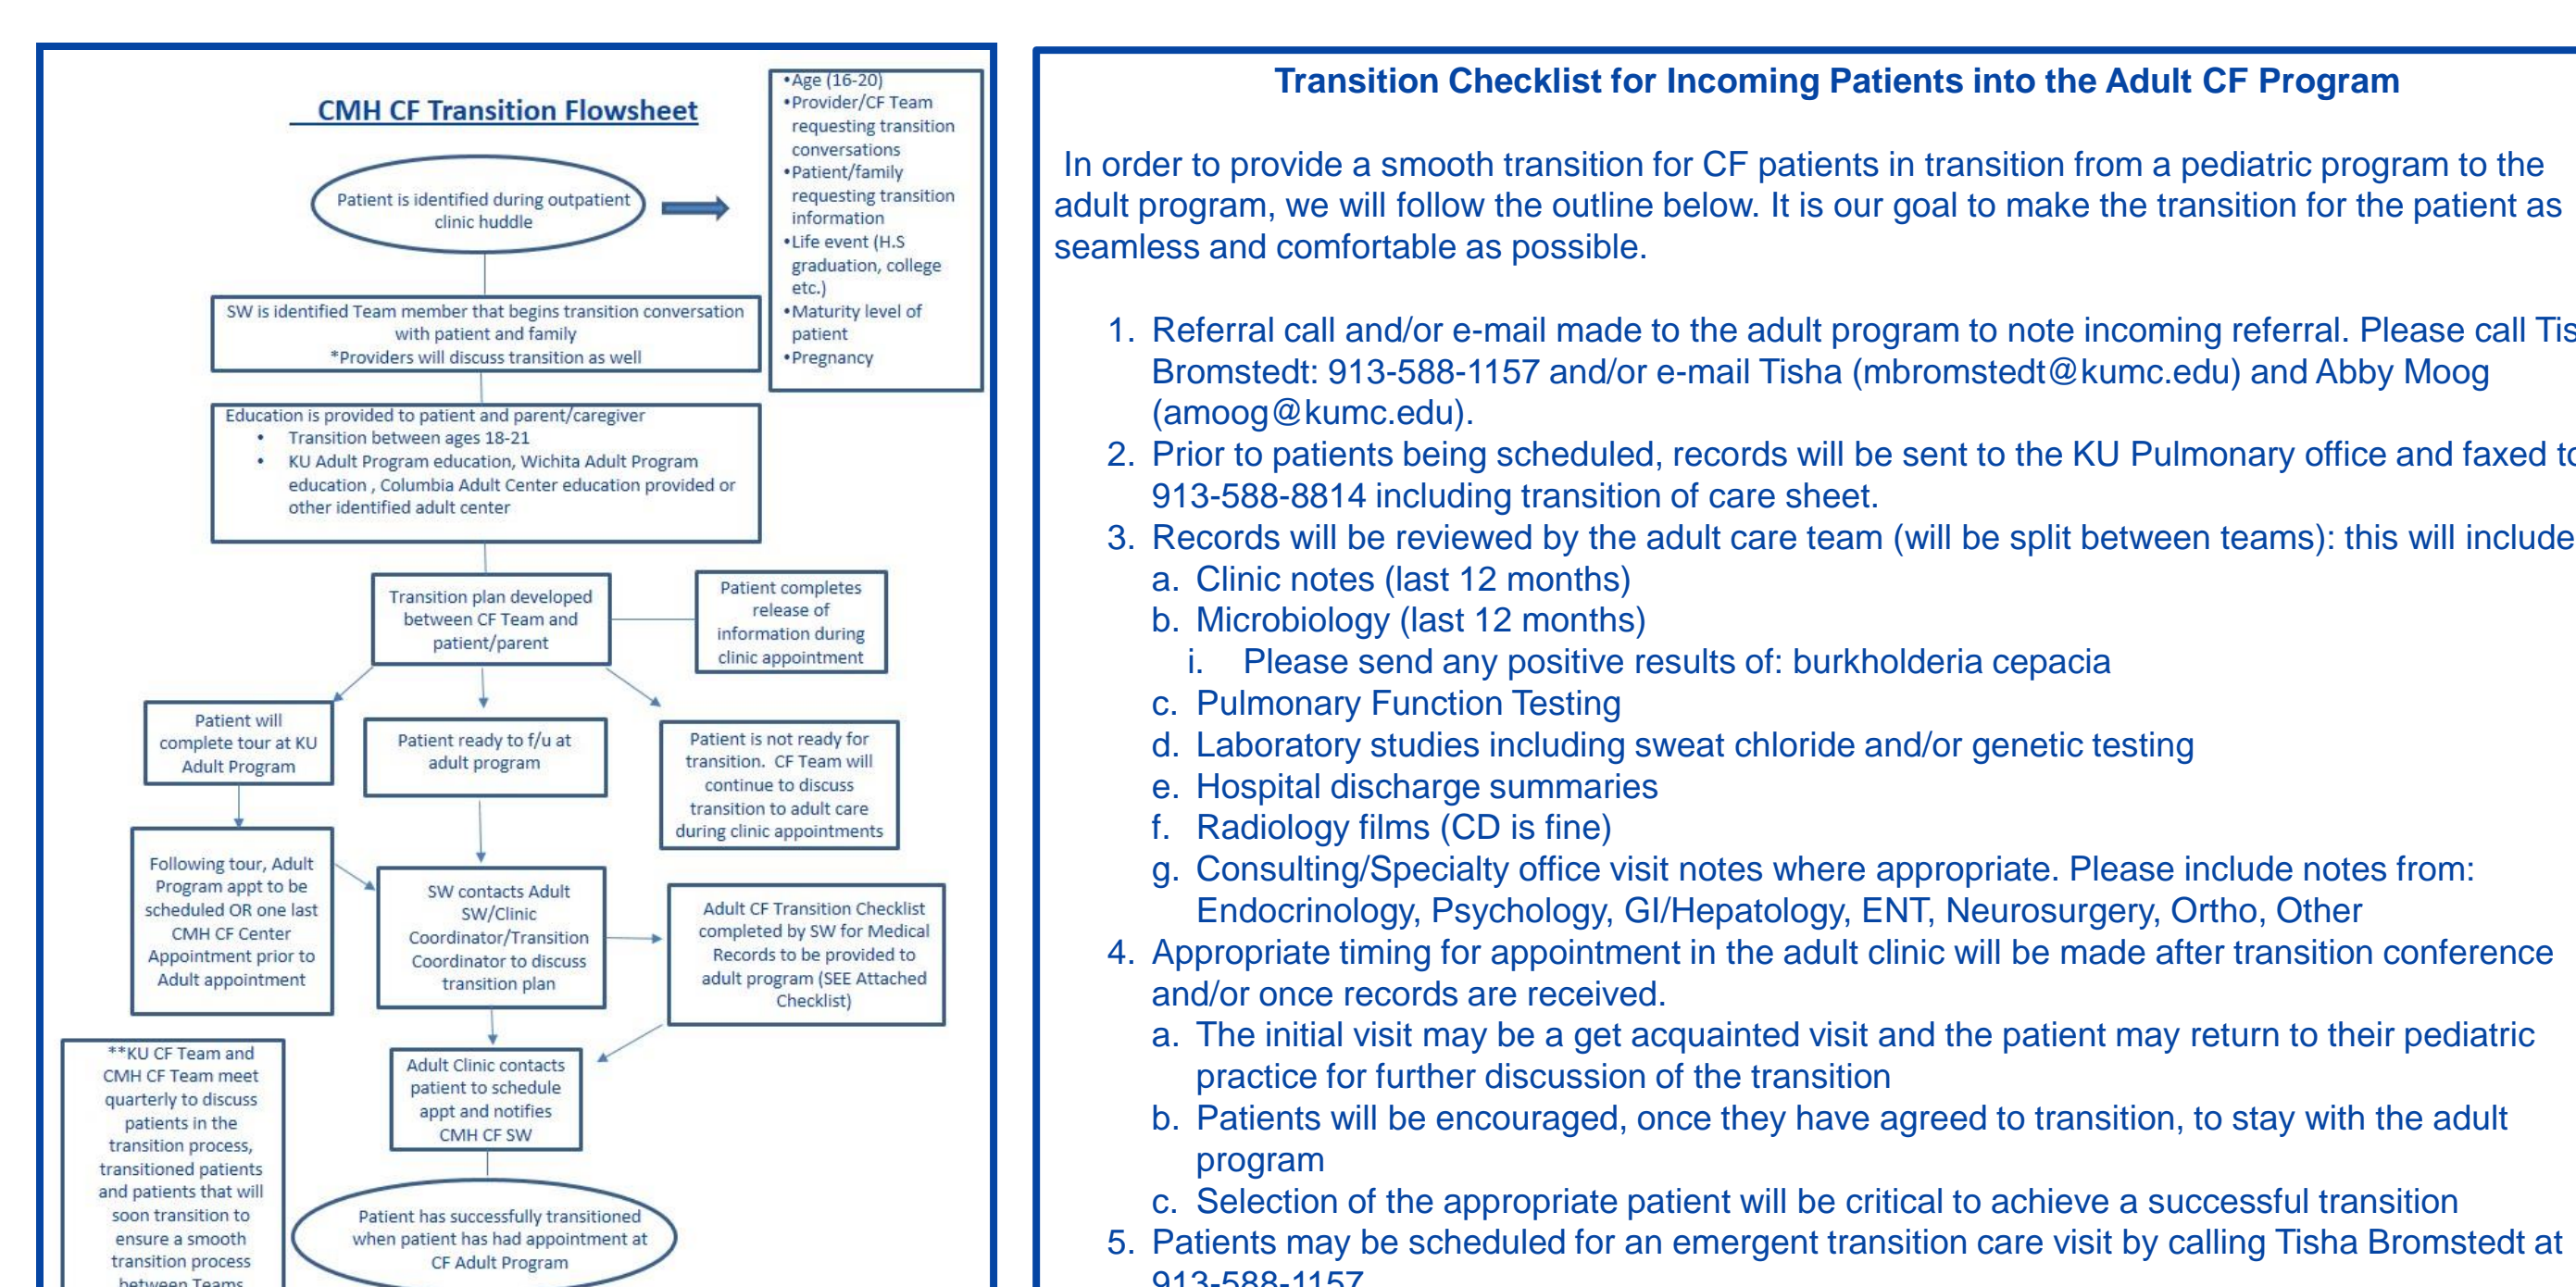 CMH CF Transition Flowsheet
•Age (16-20)
•Provider/CF Team
requesting transition
conversations
•Patient/family
requesting transition
information
•Life event (H.S
graduation, college
etc.)
•Maturity level of
patient
•Pregnancy
Patient is identified during outpatient
clinic huddle
SW is identified Team member that begins transition conversation
with patient and family
*Providers will discuss transition as well
Education is provided to patient and parent/caregiver
• Transition between ages 18-21
• KU Adult Program education, Wichita Adult Program
education , Columbia Adult Center education provided or
other identified adult center
Transition plan developed
between CF Team and
patient/parent
Patient completes
release of
information during
clinic appointment
Patient will
complete tour at KU
Adult Program
Patient ready to f/u at
adult program
Patient is not ready for
transition. CF Team will
continue to discuss
transition to adult care
during clinic appointments
Following tour, Adult
Program appt to be
scheduled OR one last
CMH CF Center
Appointment prior to
Adult appointment
SW contacts Adult
SW/Clinic
Coordinator/Transition
Coordinator to discuss
transition plan
Adult CF Transition Checklist
completed by SW for Medical
Records to be provided to
adult program (SEE Attached
Checklist)
**KU CF Team and
CMH CF Team meet
quarterly to discuss
patients in the
transition process,
transitioned patients
and patients that will
soon transition to
ensure a smooth
transition process
between Teams
Adult Clinic contacts
patient to schedule
appt and notifies
CMH CF SW
Patient has successfully transitioned
when patient has had appointment at
CF Adult Program
Transition Checklist for Incoming Patients into the Adult CF Program
In order to provide a smooth transition for CF patients in transition from a pediatric program to the
adult program, we will follow the outline below. It is our goal to make the transition for the patient as
seamless and comfortable as possible.
1. Referral call and/or e-mail made to the adult program to note incoming referral. Please call
Bromstedt: 913-588-1157 and/or e-mail Tisha (mbromstedt@kumc.edu) and Abby Moog
(amoog@kumc.edu).
2. Prior to patients being scheduled, records will be sent to the KU Pulmonary office and faxed to
913-588-8814 including transition of care sheet.
3. Records will be reviewed by the adult care team (will be split between teams): this will include
a. Clinic notes (last 12 months)
b. Microbiology (last 12 months)
i. Please send any positive results of: burkholderia cepacia
c. Pulmonary Function Testing
d. Laboratory studies including sweat chloride and/or genetic testing
e. Hospital discharge summaries
f. Radiology films (CD is fine)
g. Consulting/Specialty office visit notes where appropriate. Please include notes from:
Endocrinology, Psychology, GI/Hepatology, ENT, Neurosurgery, Ortho, Other
4. Appropriate timing for appointment in the adult clinic will be made after transition conference
and/or once records are received.
a. The initial visit may be a get acquainted visit and the patient may return to their pediatric
practice for further discussion of the transition
b. Patients will be encouraged, once they have agreed to transition, to stay with the adult
program
c. Selection of the appropriate patient will be critical to achieve a successful transition
5. Patients may be scheduled for an emergent transition care visit by calling Tisha Bromstedt at
913-588-1157